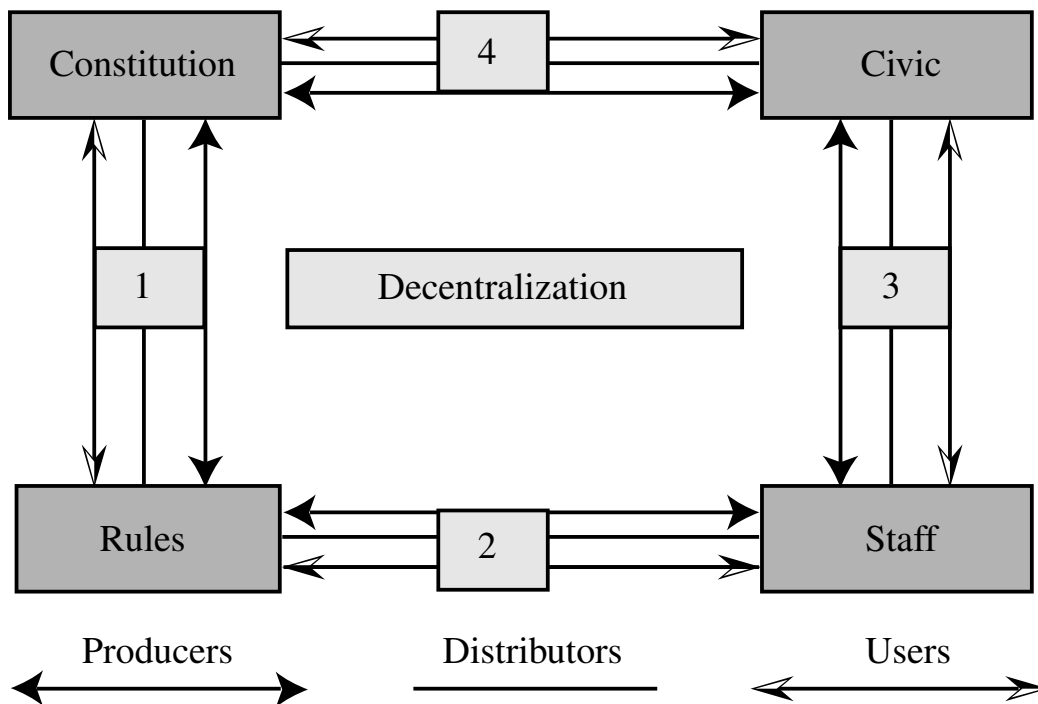 Constitution
4
Civic
1
Decentralization
3
Rules
2
Staff
Producers
Distributors
Users